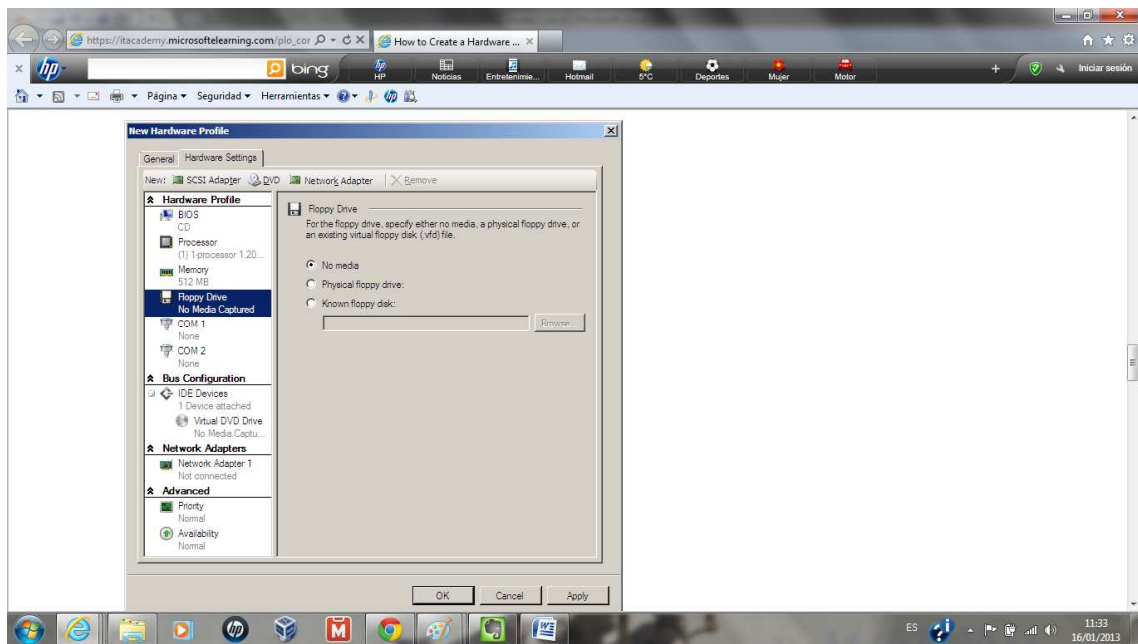 https://itacademy.microsoftelearning.com/plo_cor
How to Create a Hardware ...
hp
bing
HP
Noticias
Entretenimie...
Hotmail
5°C
Deportes
Mujer
Motor
Iniciar sesión
Página
Seguridad
Herramientas
New Hardware Profile
General
Hardware Settings
New: SCSI Adapter DVD Network Adapter Remove
Hardware Profile
BIOS
CD
Processor
(1) 1-processor 1.20...
Memory
512 MB
Floppy Drive
No Media Captured
COM 1
None
COM 2
None
Bus Configuration
IDE Devices
1 Device attached
Virtual DVD Drive
No Media Captu...
Network Adapters
Network Adapter 1
Not connected
Advanced
Priority
Normal
Availability
Normal
Floppy Drive
For the floppy drive, specify either no media, a physical floppy drive, or
an existing virtual floppy disk (.vfd) file.
No media
Physical floppy drive:
Known floppy disk:
Browse...
OK
Cancel
Apply
ES
11:33
16/01/2013